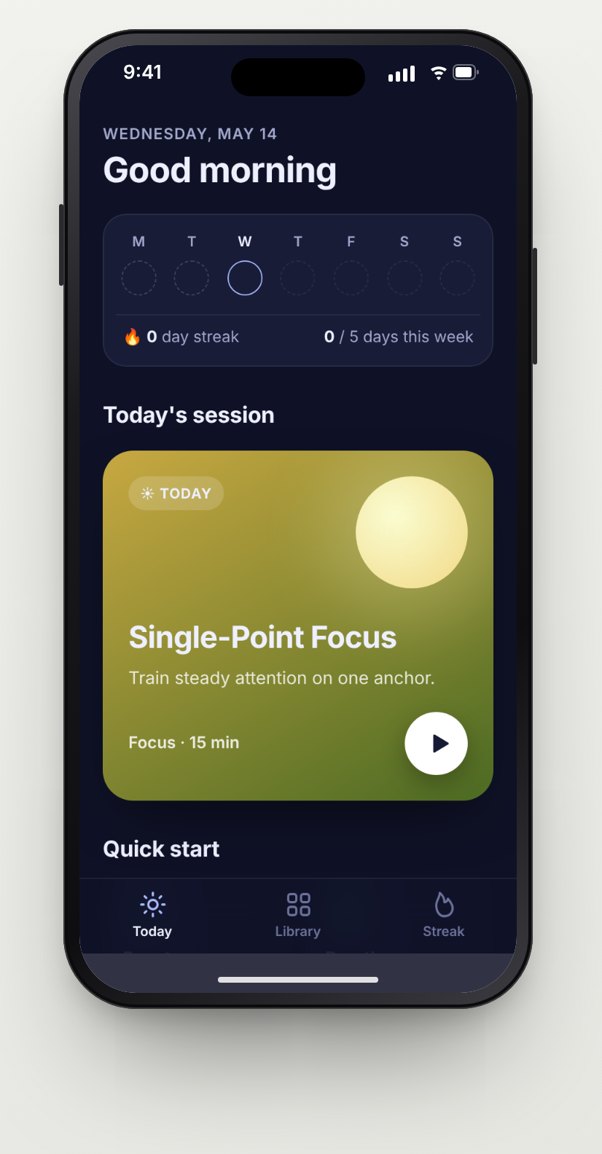 9:41
WEDNESDAY, MAY 14
Good morning
M T W T F S S
🔥 0 day streak 0 / 5 days this week
Today's session
TODAY
Single-Point Focus
Train steady attention on one anchor.
Focus · 15 min
Quick start
Today Library Streak